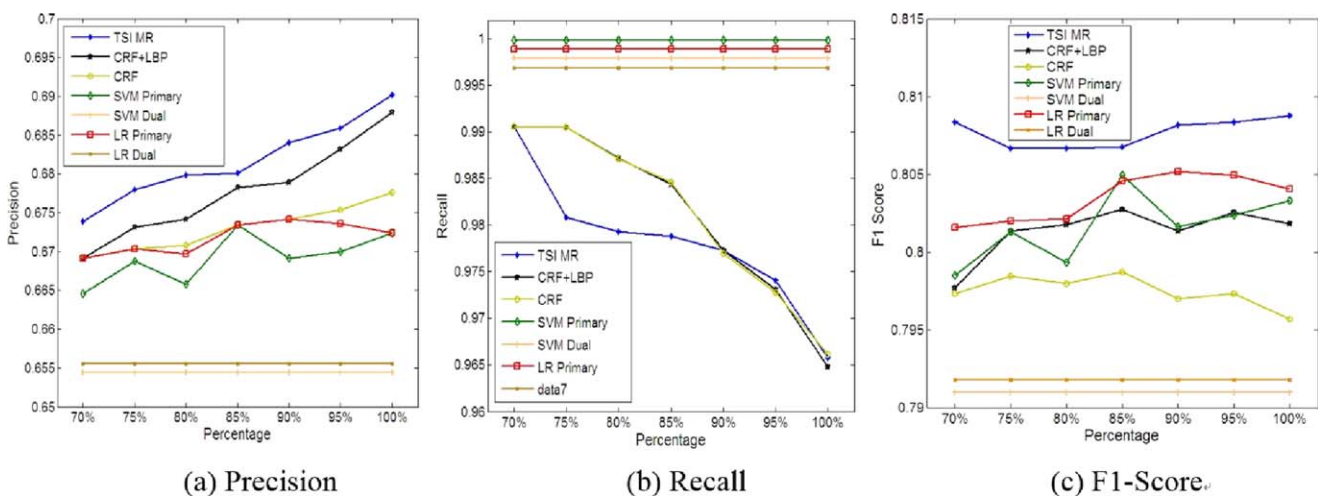 0.7
0.695
0.69
0.685
0.68
0.675
0.67
0.665
0.66
0.655
0.65
Precision
TSI MR
CRF+LBP
CRF
SVM Primary
SVM Dual
LR Primary
LR Dual
70% 75% 80% 85% 90% 95% 100%
Percentage
(a) Precision
1
0.995
0.99
0.985
0.98
0.975
0.97
0.965
0.96
Recall
TSI MR
CRF+LBP
CRF
SVM Primary
SVM Dual
LR Primary
data7
70% 75% 80% 85% 90% 95% 100%
Percentage
(b) Recall
0.815
0.81
0.805
0.8
0.795
0.79
F1 Score
TSI MR
CRF+LBP
CRF
SVM Primary
SVM Dual
LR Primary
LR Dual
70% 75% 80% 85% 90% 95% 100%
Percentage
(c) F1-Score